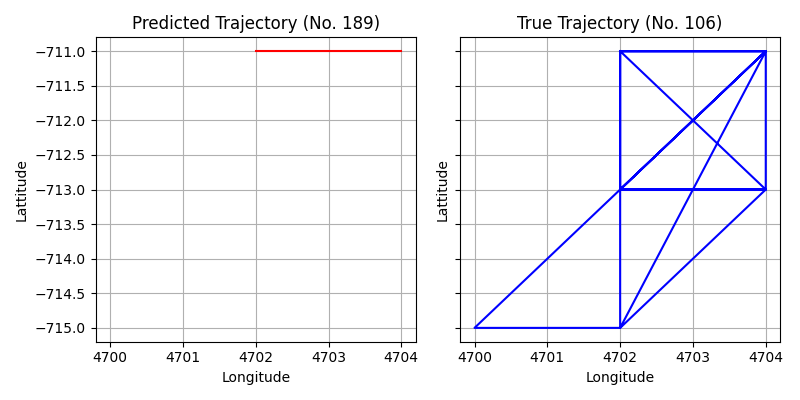 Predicted Trajectory (No. 189)
True Trajectory (No. 106)
Lattitude
−711.0
−711.5
−712.0
−712.5
−713.0
−713.5
−714.0
−714.5
−715.0
4700 4701 4702 4703 4704
Longitude
Lattitude
4700 4701 4702 4703 4704
Longitude